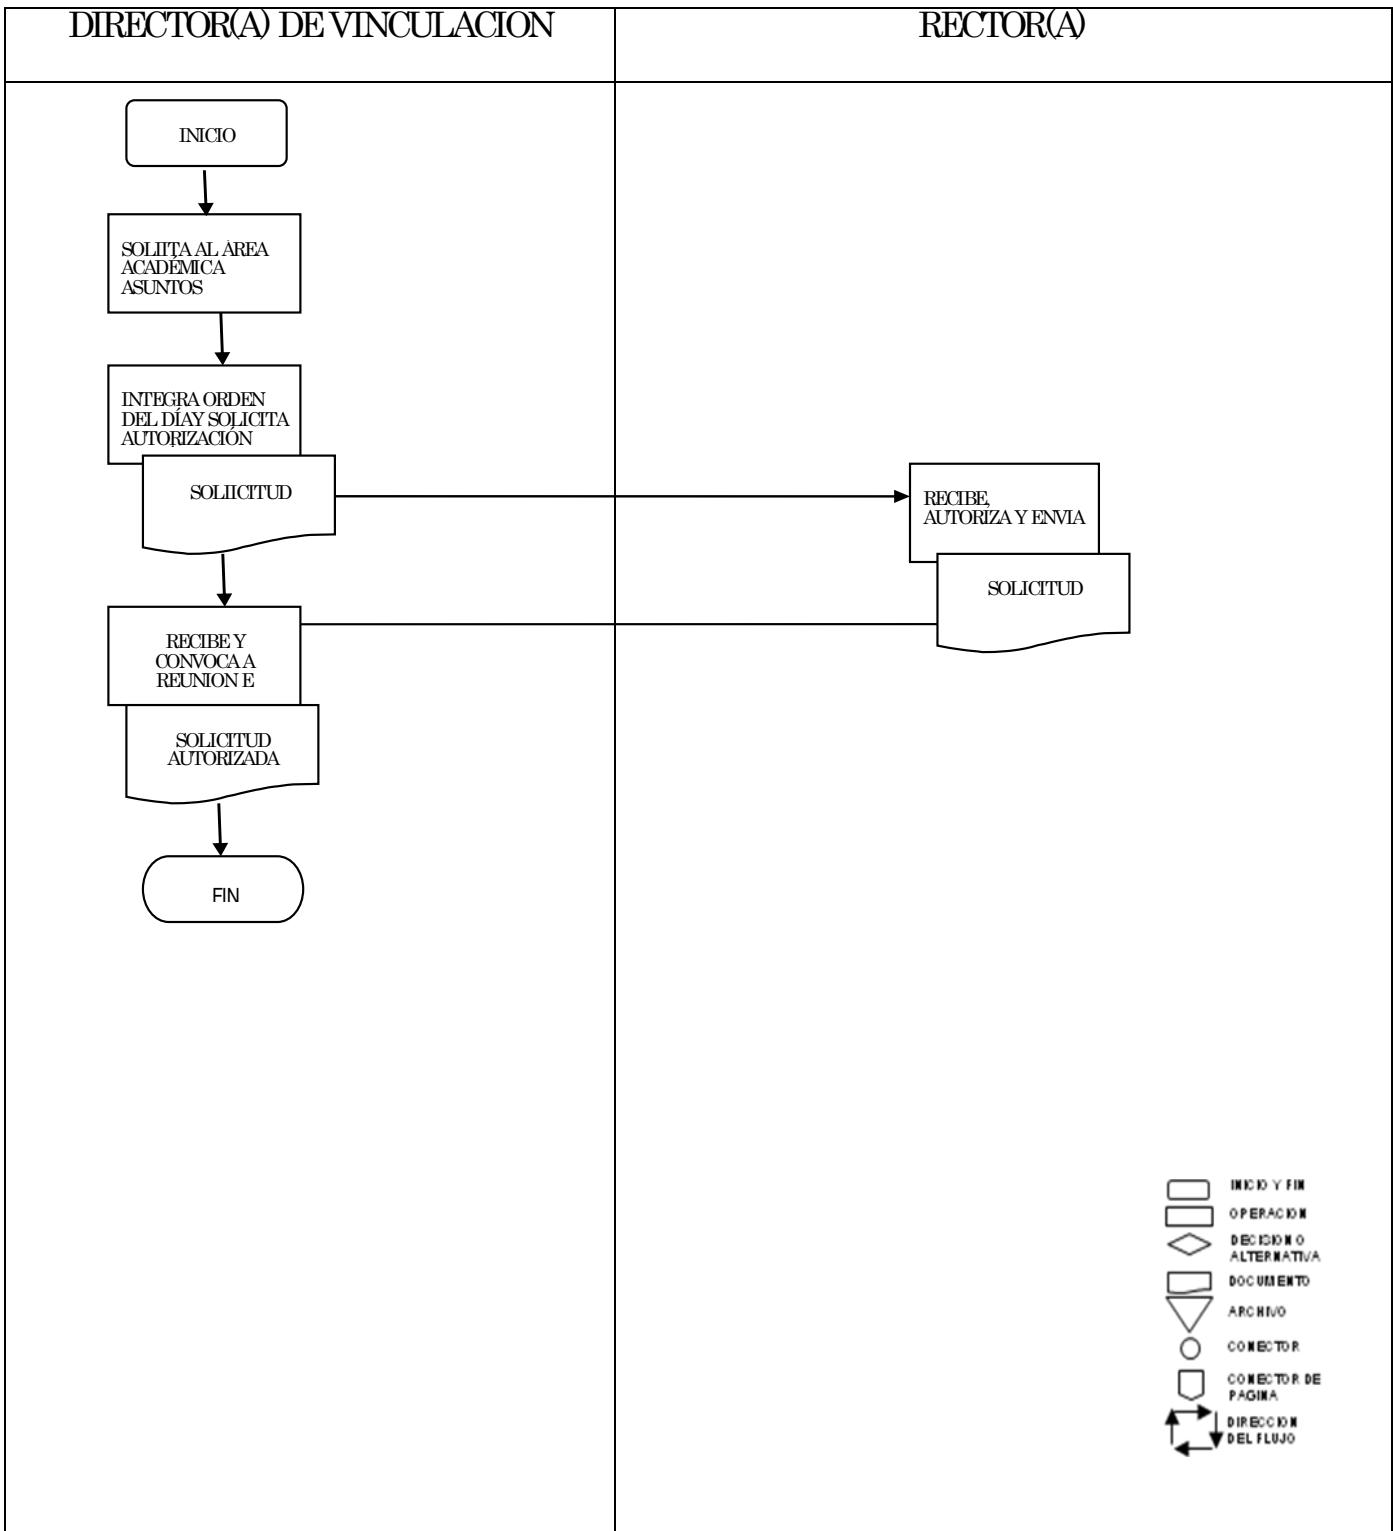 DIRECTOR(A) DE VINCULACION
RECTOR(A)
INICIO
SOLIITA AL ÁREA
ACADÉMICA
ASUNTOS
INTEGRA ORDEN
DEL DÍAY SOLICITA
AUTORIZACIÓN
SOLIICITUD
RECIBE,
AUTORIZA Y ENVIA
SOLICITUD
RECIBE Y
CONVOCA A
REUNION E
SOLICITUD
AUTORIZADA
FIN
INICIO Y FIN
OPERACION
DECISION O
ALTERNATIVA
DOCUMENTO
ARCHIVO
CONECTOR
CONECTOR DE
PAGINA
DIRECCION
DEL FLUJO